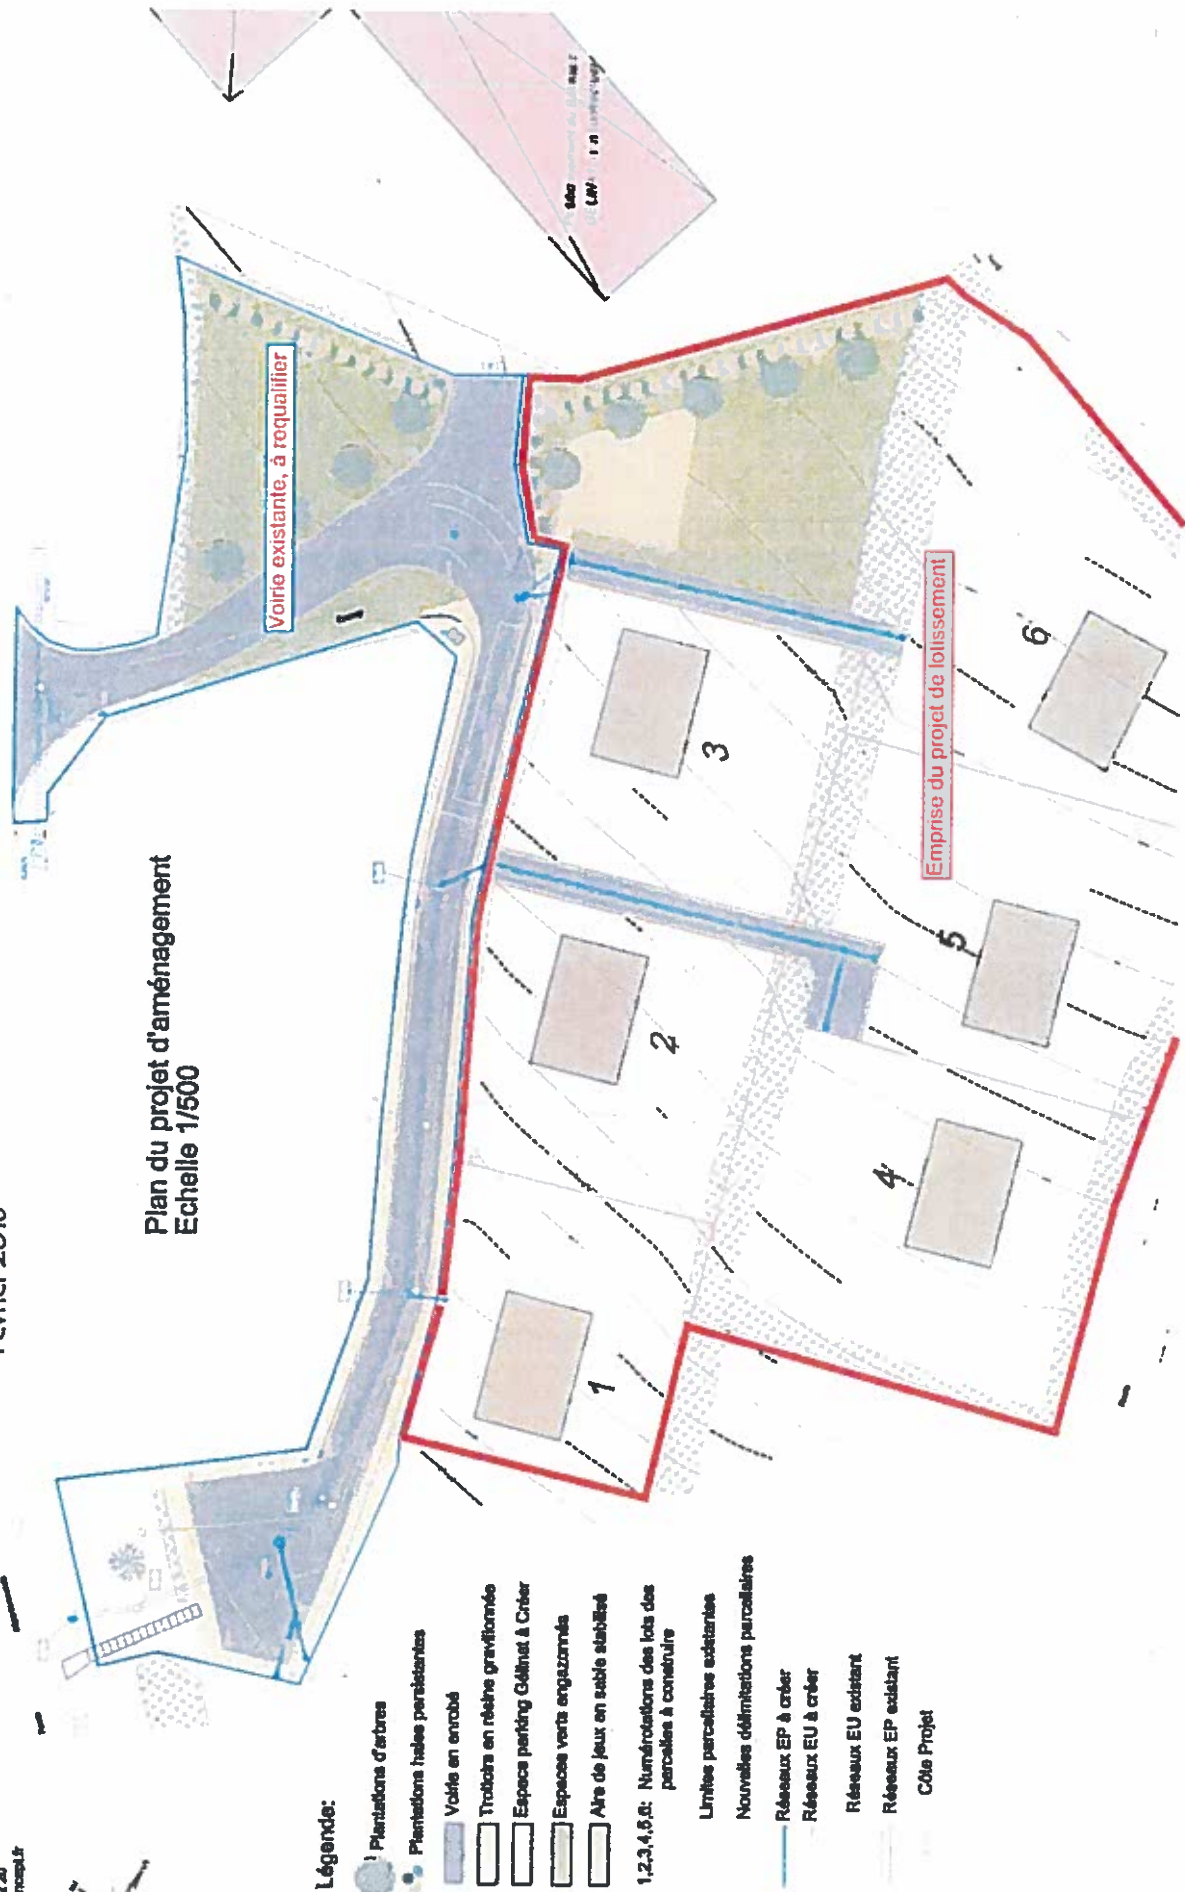 Plan du projet d'aménagement
Echelle 1/500
Voirie existante, à requalifier
Emprise du projet de lotissement
1
2
3
4
5
6
Légende:
Plantations d'arbres
Plantations haies persistantes
Voirie en enrobé
Trottoirs en résine gravillonnée
Espace parking Gélinat à Créer
Espaces verts engazonnés
Aire de jeux en sable stabilisé
1,2,3,4,5,6: Numérotations des lots des
parcelles à construire
Limites parcellaires existantes
Nouvelles délimitations parcellaires
Réseaux EP à créer
Réseaux EU à créer
Réseaux EU existant
Réseaux EP existant
Côte Projet